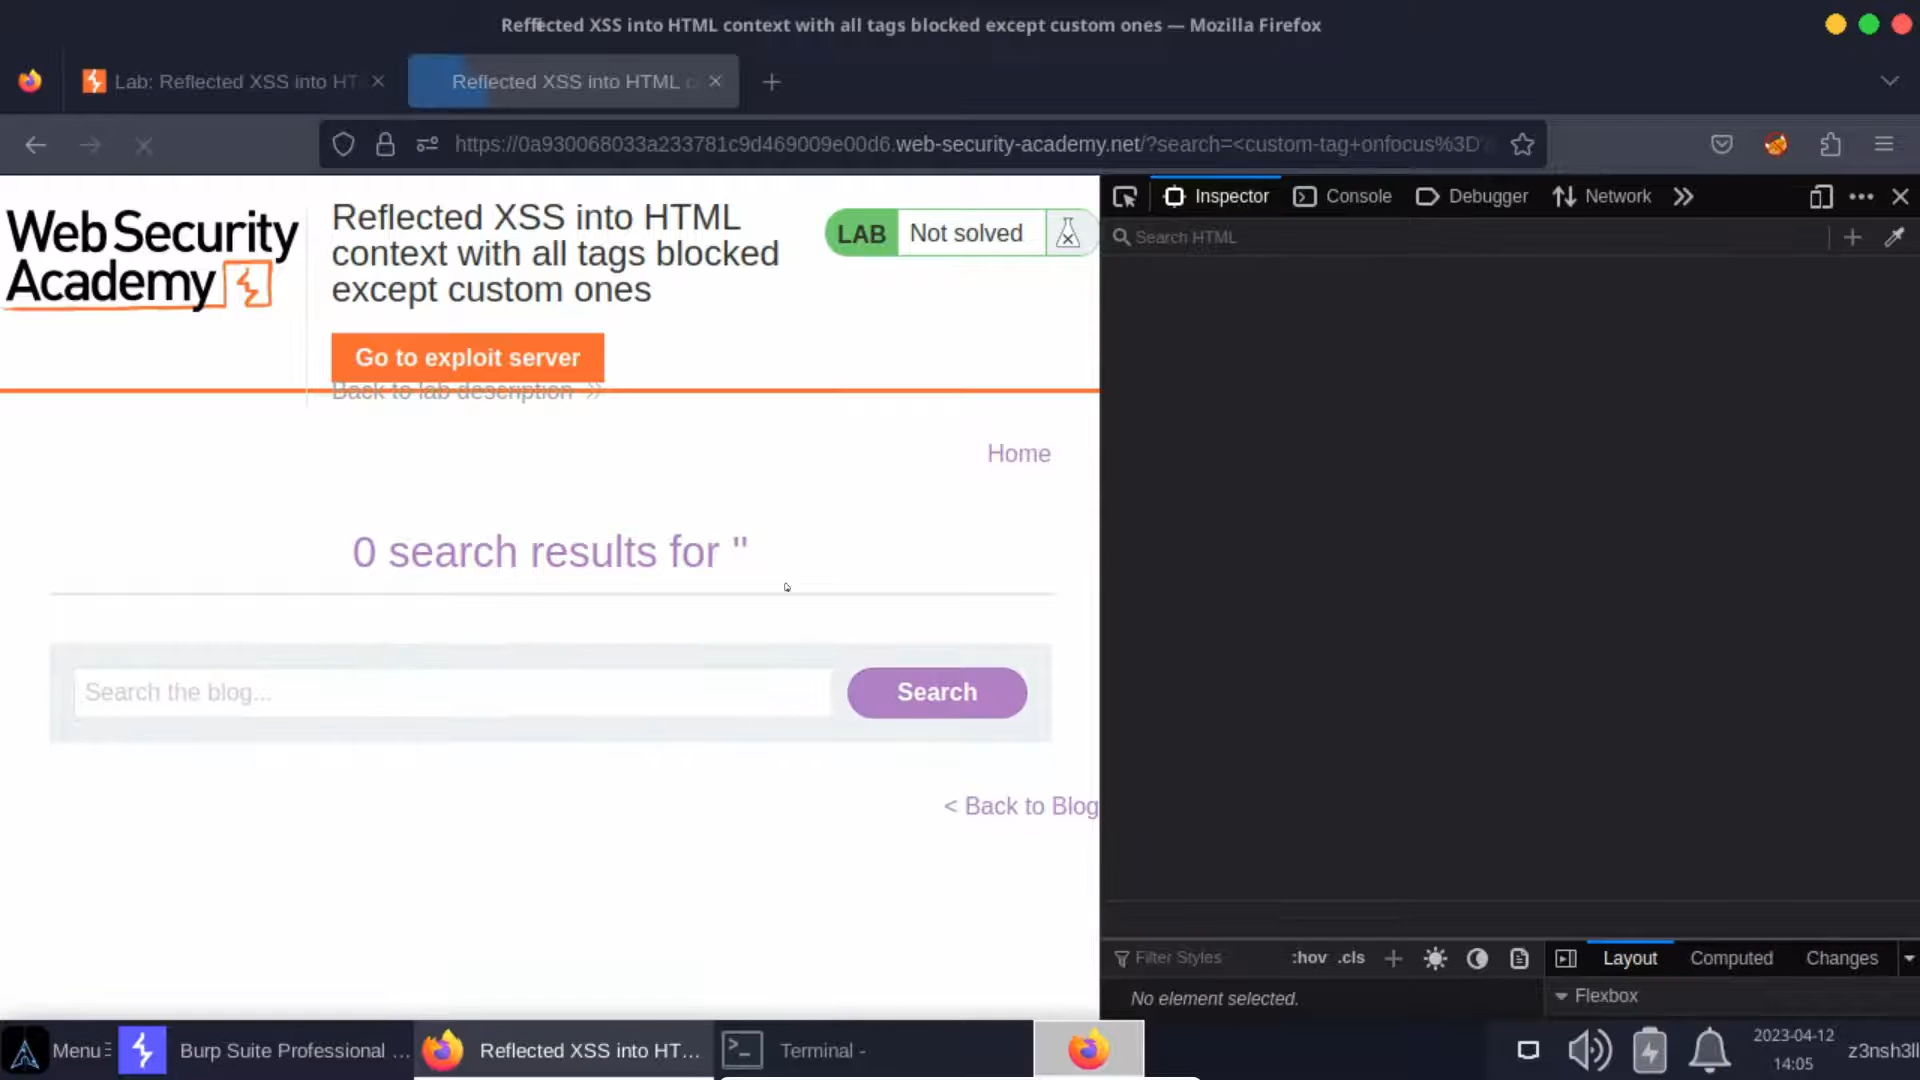 Reflected XSS into HTML context with all tags blocked except custom ones — Mozilla Firefox
Lab: Reflected XSS into HT
Reflected XSS into HTML c
https://0a930068033a233781c9d469009e00d6.web-security-academy.net/?search=<custom-tag+onfocus%3D'
Web Security
Academy
Reflected XSS into HTML
context with all tags blocked
except custom ones
LAB
Not solved
Go to exploit server
Back to lab description »
Home
0 search results for "
Search the blog...
Search
< Back to Blog
Inspector
Console
Debugger
Network
Search HTML
Filter Styles
:hov .cls
Layout
Computed
Changes
No element selected.
Flexbox
Menu
Burp Suite Professional ...
Reflected XSS into HT...
Terminal -
2023-04-12
14:05
z3nsh3ll